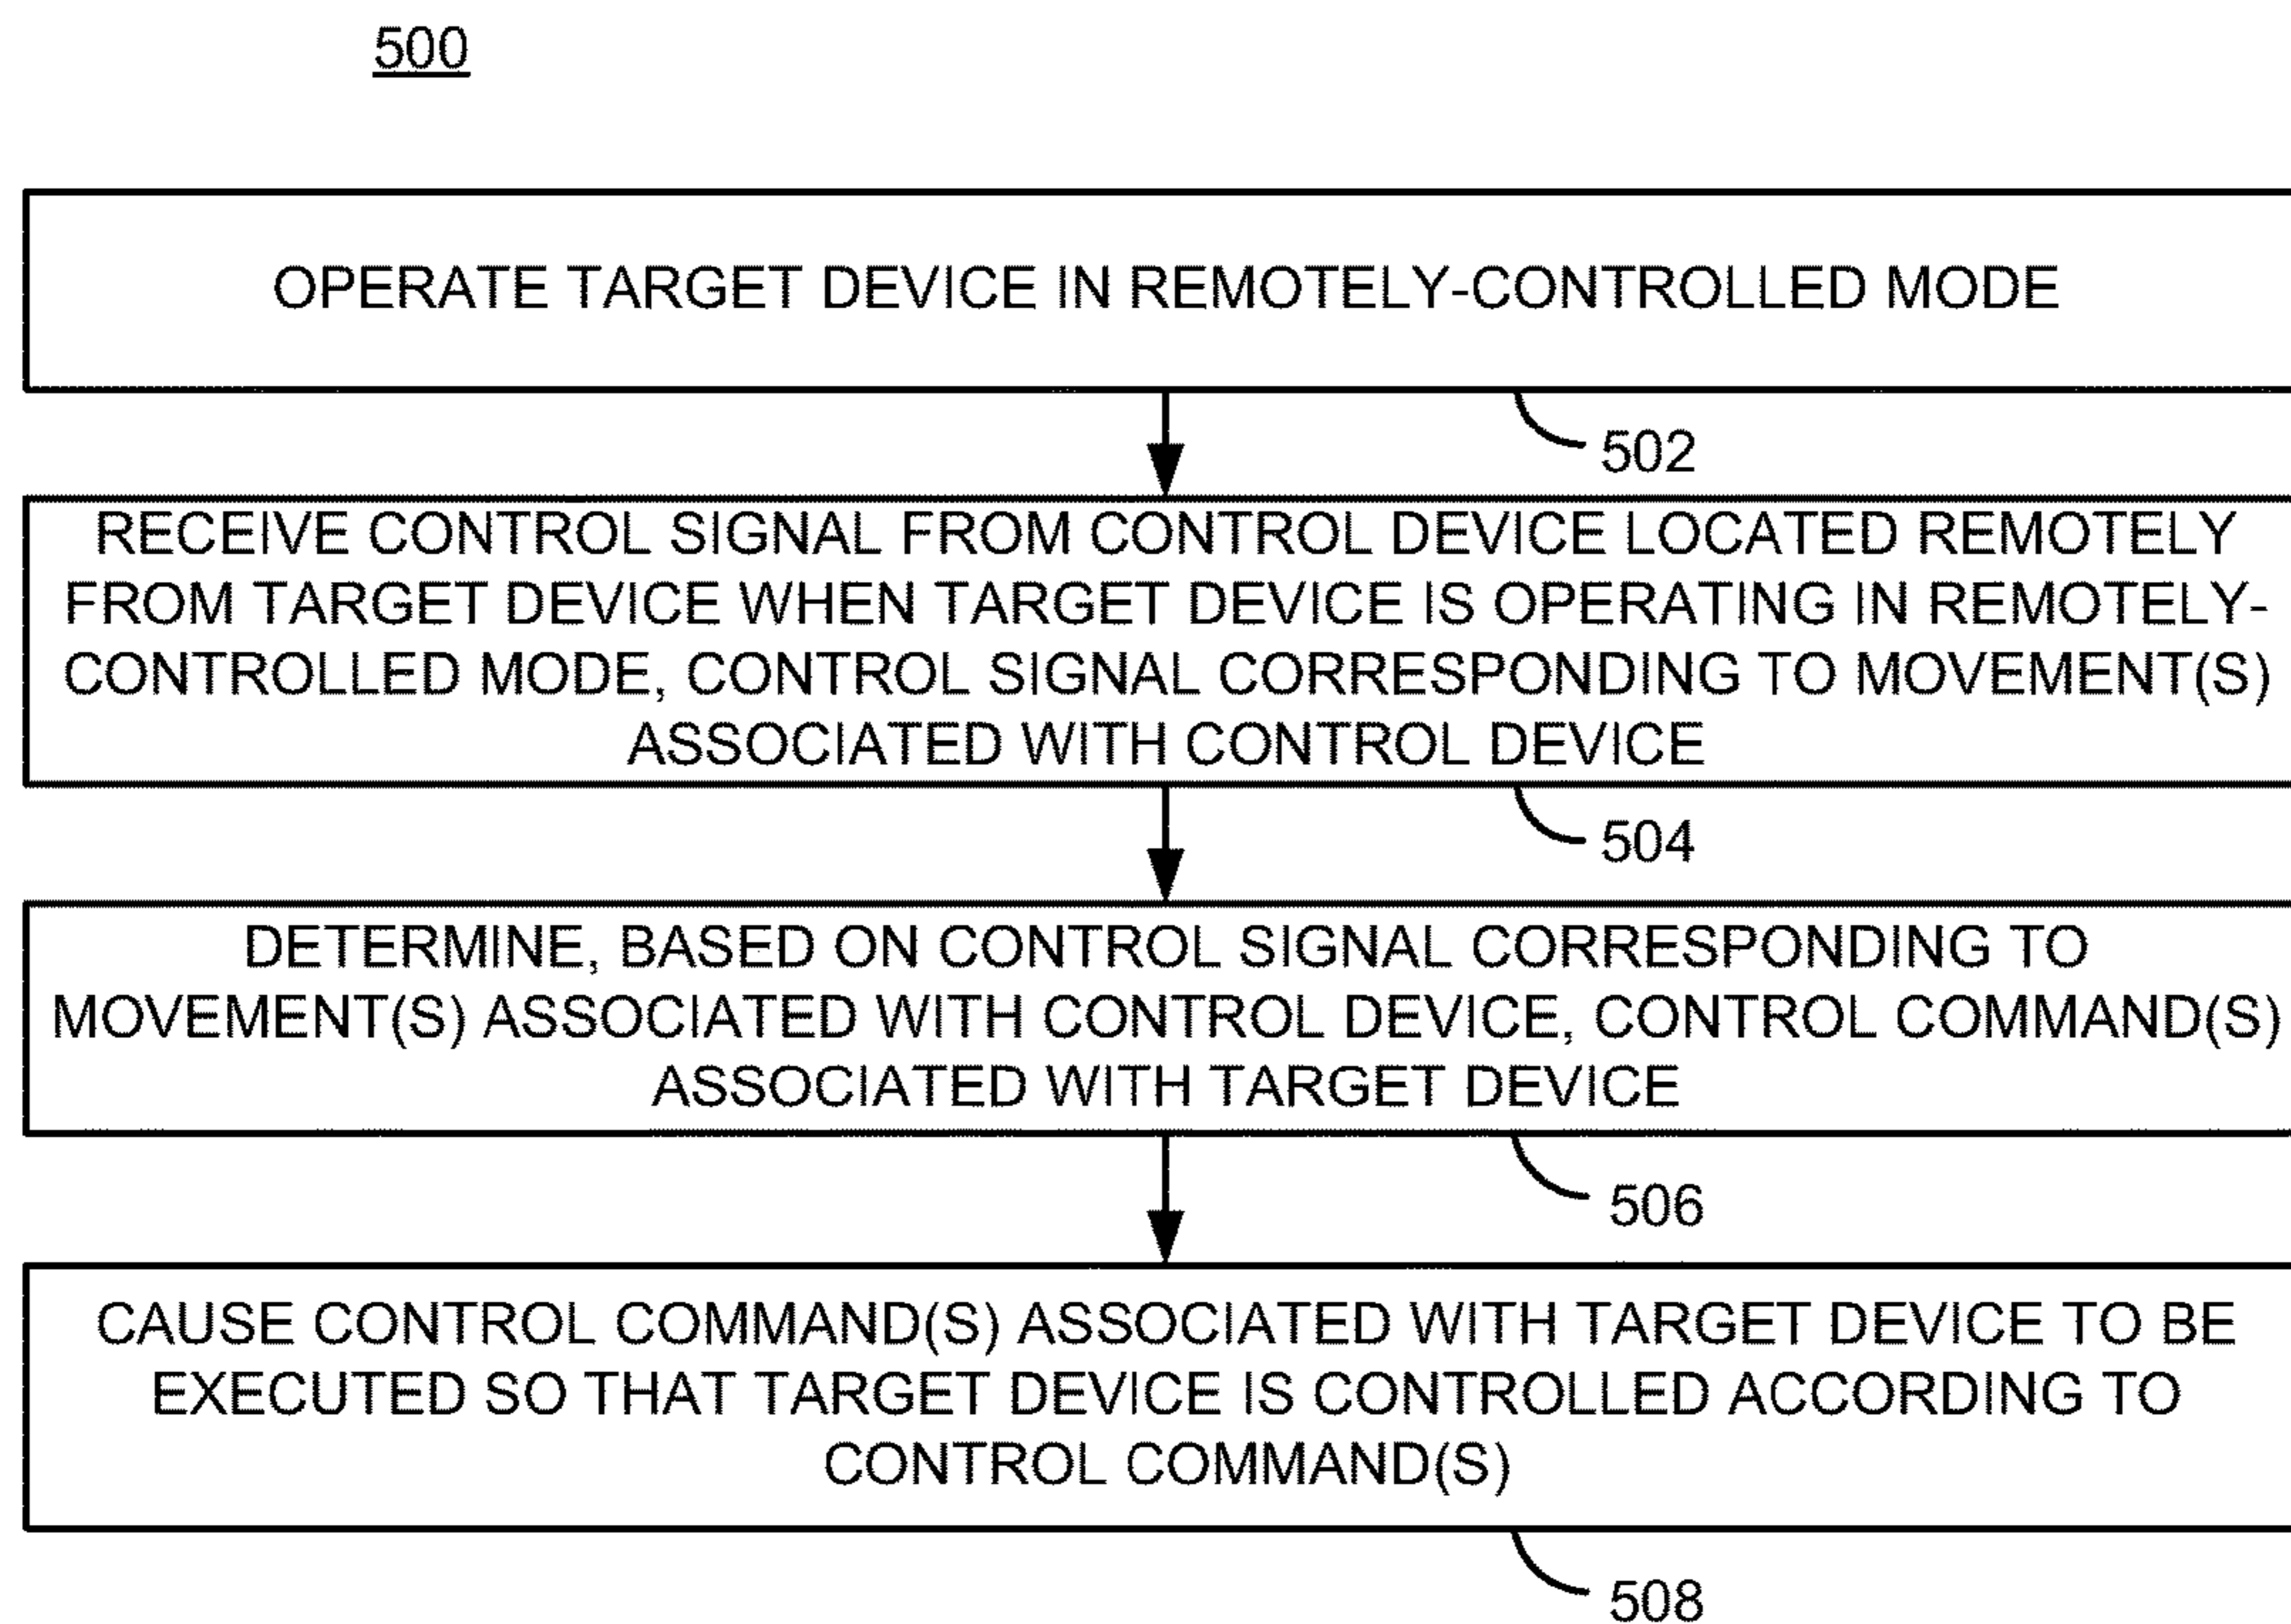 500
OPERATE TARGET DEVICE IN REMOTELY-CONTROLLED MODE
502
RECEIVE CONTROL SIGNAL FROM CONTROL DEVICE LOCATED REMOTELY
FROM TARGET DEVICE WHEN TARGET DEVICE IS OPERATING IN REMOTELY-
CONTROLLED MODE, CONTROL SIGNAL CORRESPONDING TO MOVEMENT(S)
ASSOCIATED WITH CONTROL DEVICE
504
DETERMINE, BASED ON CONTROL SIGNAL CORRESPONDING TO
MOVEMENT(S) ASSOCIATED WITH CONTROL DEVICE, CONTROL COMMAND(S)
ASSOCIATED WITH TARGET DEVICE
506
CAUSE CONTROL COMMAND(S) ASSOCIATED WITH TARGET DEVICE TO BE
EXECUTED SO THAT TARGET DEVICE IS CONTROLLED ACCORDING TO
CONTROL COMMAND(S)
508